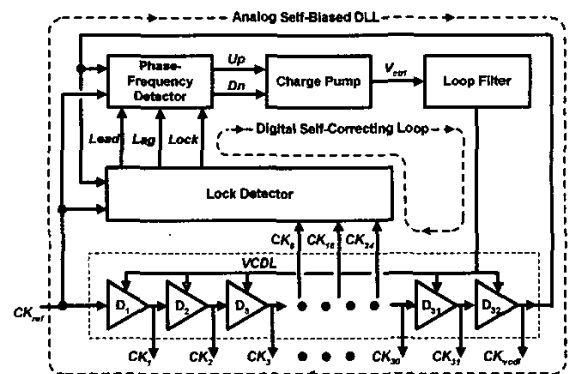 Analog Self-Biased DLL
Phase-
Frequency
Detector
Up
Dn
Charge Pump
Vctrl
Loop Filter
Lead
Lag
Lock
Digital Self-Correcting Loop
Lock Detector
CK8
CK16
CK24
VCDL
CKref
D1
D2
D3
D31
D32
CK1
CK2
CK3
CK30
CK31
CKvcdl